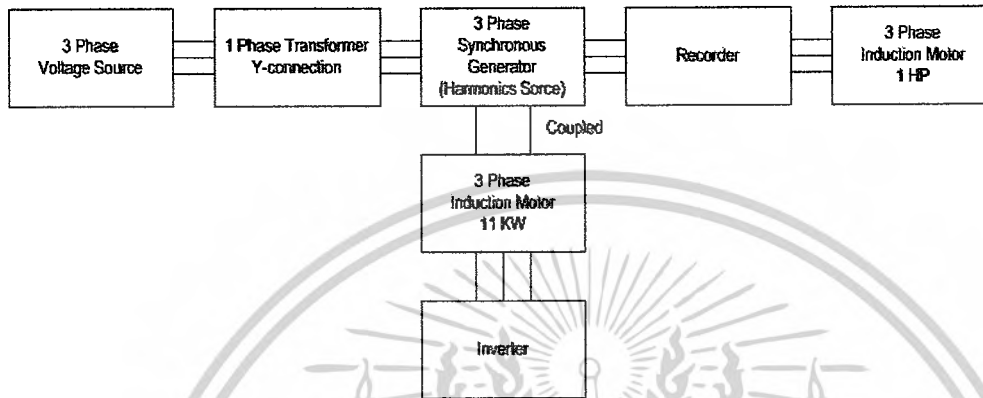 3 Phase
Voltage Source
1 Phase Transformer
Y-connection
3 Phase
Synchronous
Generator
(Harmonics Sorce)
Recorder
3 Phase
Induction Motor
1 HP
Coupled
3 Phase
Induction Motor
11 KW
Inverter